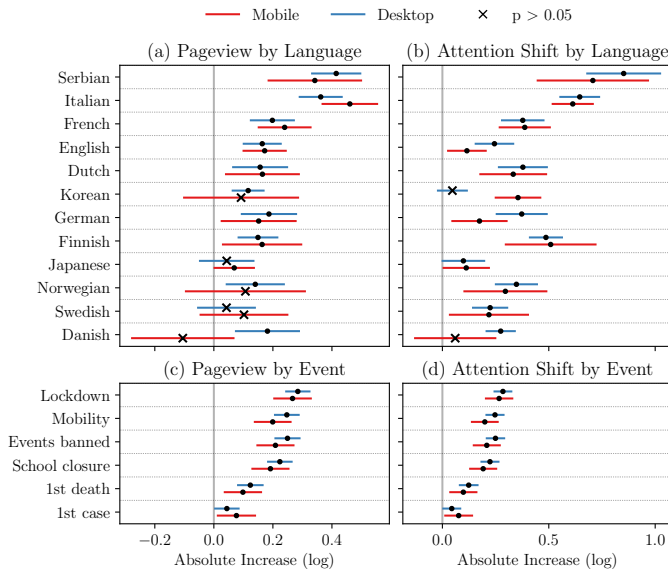 Mobile Desktop p > 0.05
(a) Pageview by Language (b) Attention Shift by Language
Serbian
Italian
French
English
Dutch
Korean
German
Finnish
Japanese
Norwegian
Swedish
Danish
(c) Pageview by Event (d) Attention Shift by Event
Lockdown
Mobility
Events banned
School closure
1st death
1st case
−0.2 0.0 0.2 0.4 0.0 0.5 1.0
Absolute Increase (log) Absolute Increase (log)